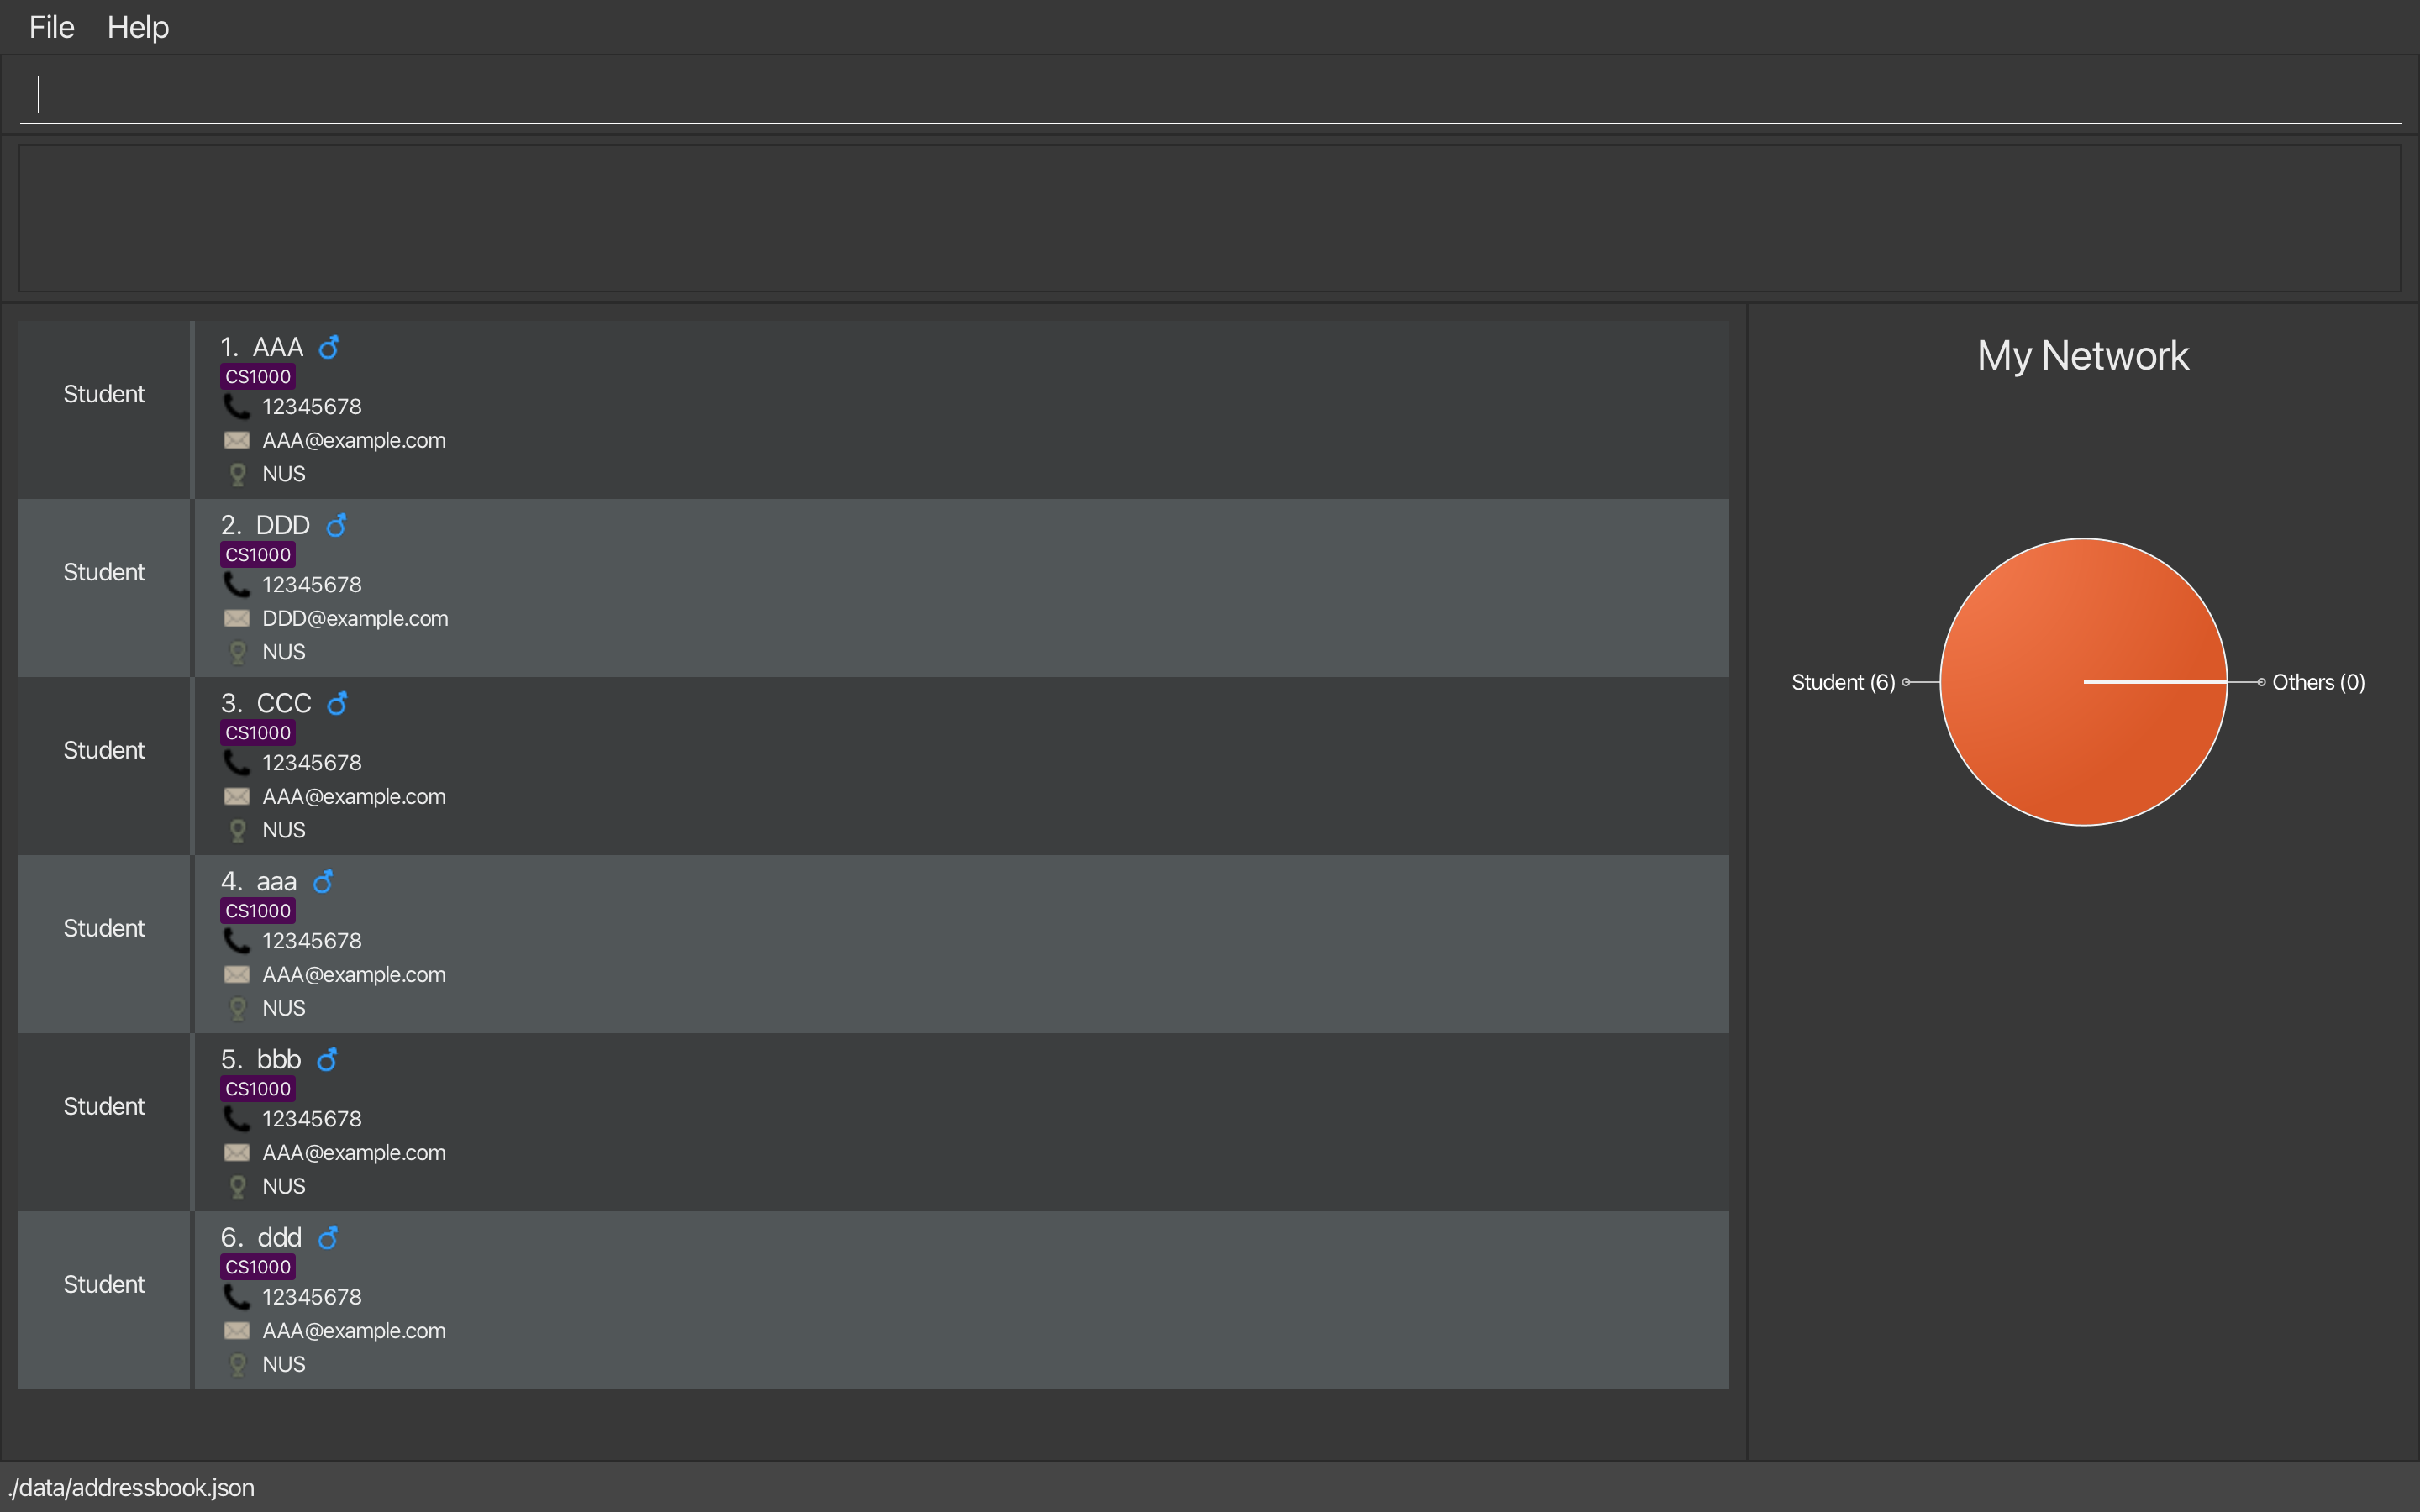 File Help
Student
1. AAA
CS1000
12345678
AAA@example.com
NUS
Student
2. DDD
CS1000
12345678
DDD@example.com
NUS
Student
3. CCC
CS1000
12345678
AAA@example.com
NUS
Student
4. aaa
CS1000
12345678
AAA@example.com
NUS
Student
5. bbb
CS1000
12345678
AAA@example.com
NUS
Student
6. ddd
CS1000
12345678
AAA@example.com
NUS
My Network
Student (6)
Others (0)
./data/addressbook.json